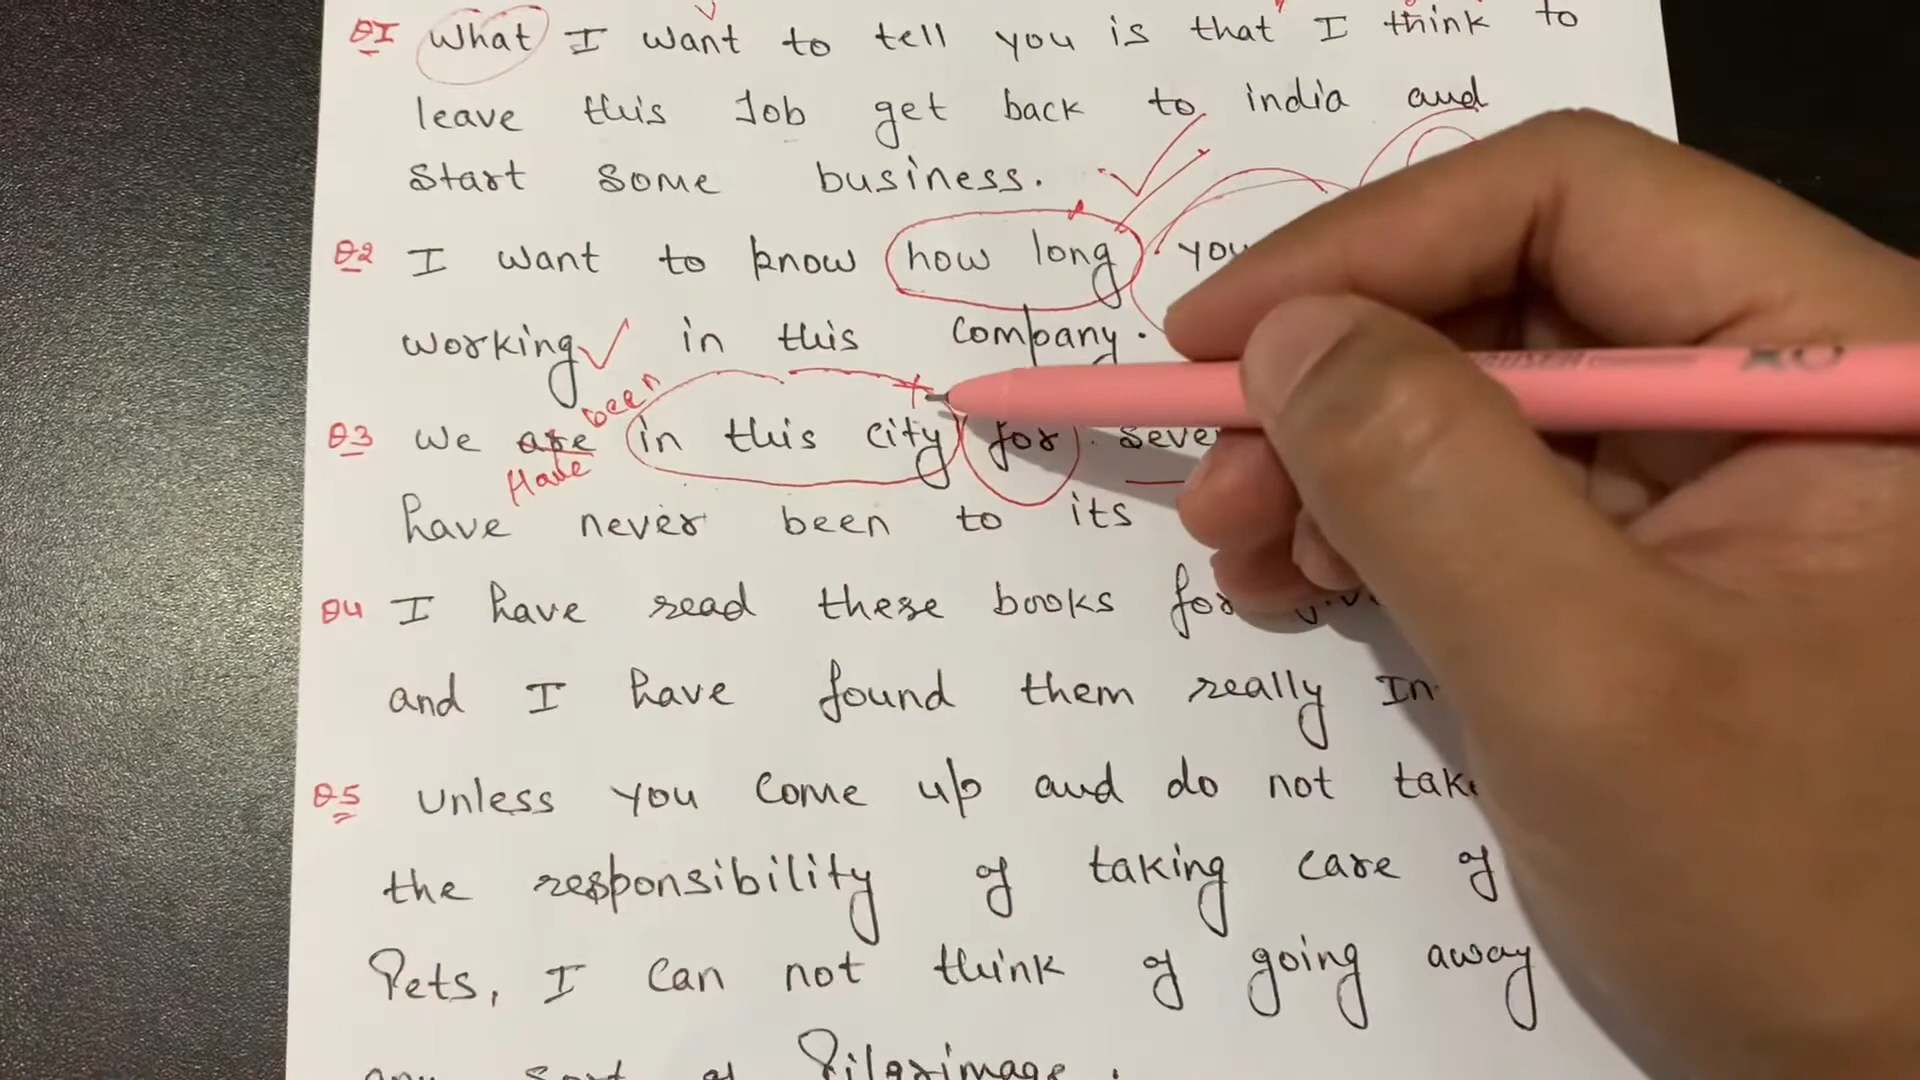 Q1 What I want to tell you is that I think to
leave this Job get back to india and
start some business.
Q2 I want to know how long you
working in this company.
been
Q3 We are in this city for
Have
have never been to its
Q4 I have read these books for
and I have found them really
Q5 unless you come up and do not
the responsibility of taking care of
Pets, I can not think of going away
any sort of Pilgrimage.